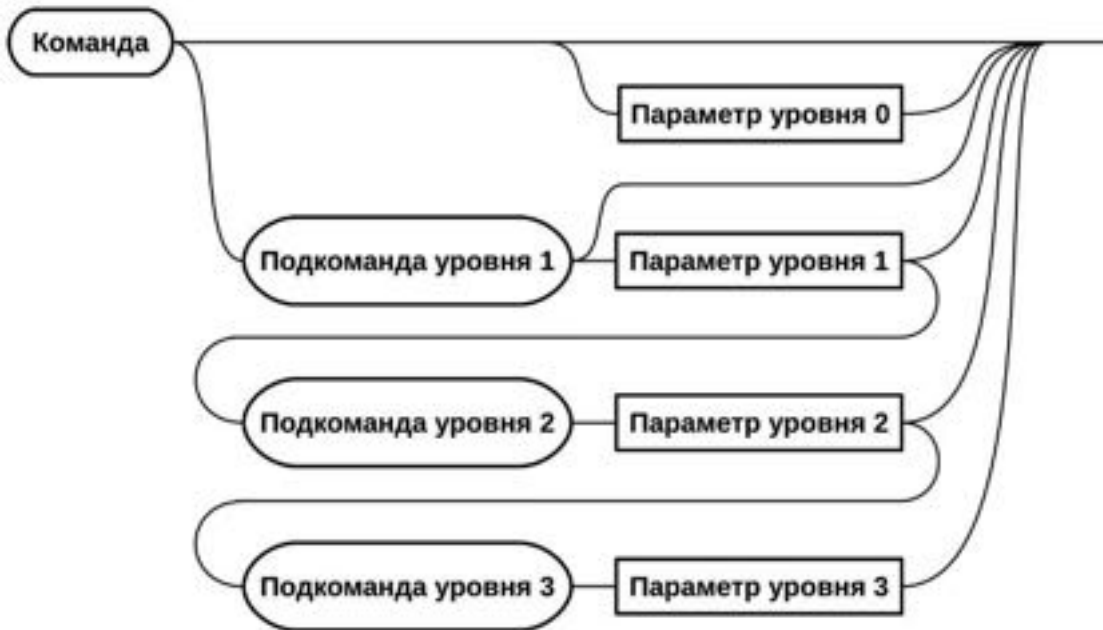 Команда
Параметр уровня 0
Подкоманда уровня 1
Параметр уровня 1
Подкоманда уровня 2
Параметр уровня 2
Подкоманда уровня 3
Параметр уровня 3